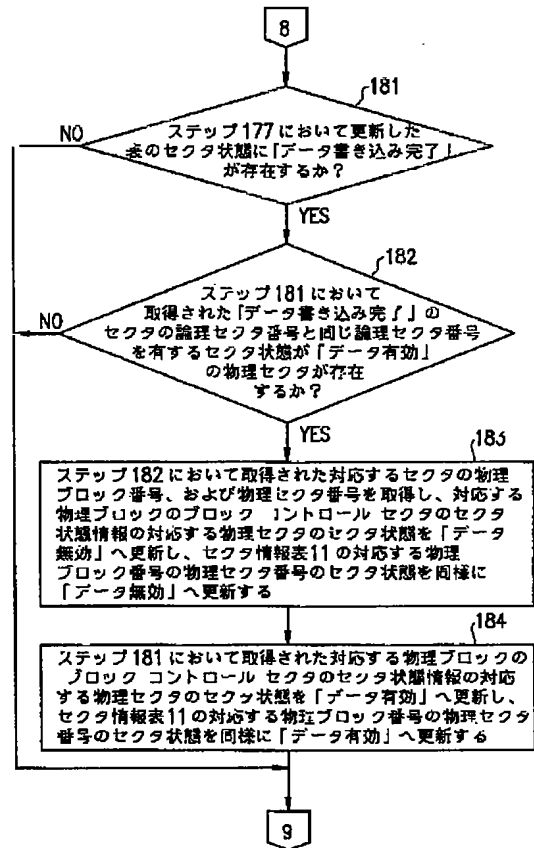 8
181
ステップ177において更新した
表のセクタ状態に「データ書き込み完了」
が存在するか?
NO
YES
182
ステップ181において
取得された「データ書き込み完了」の
セクタの論理セクタ番号と同じ論理セクタ番号
を有するセクタ状態が「データ有効」
の物理セクタが存在
するか?
NO
YES
183
ステップ182において取得された対応するセクタの物理
ブロック番号、および物理セクタ番号を取得し、対応する
物理ブロックのブロック コントロール セクタのセクタ
状態情報の対応する物理セクタのセクタ状態を「データ
無効」へ更新し、セクタ情報表11の対応する物理
ブロック番号の物理セクタ番号のセクタ状態を同様に
「データ無効」へ更新する
184
ステップ181において取得された対応する物理ブロックの
ブロック コントロール セクタのセクタ状態情報の対応
する物理セクタのセクタ状態を「データ有効」へ更新し、
セクタ情報表11の対応する物理ブロック番号の物理セクタ
番号のセクタ状態を同様に「データ有効」へ更新する
9